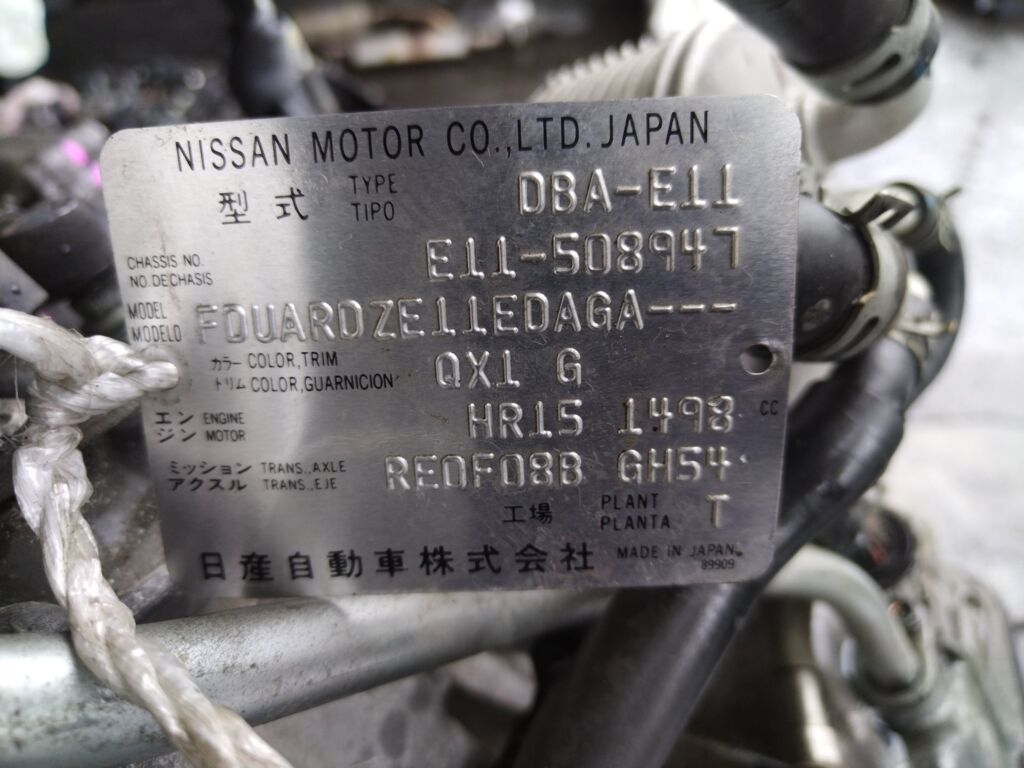 NISSAN MOTOR CO.,LTD. JAPAN
型式 TYPE TIPO DBA-E11
CHASSIS NO. NO.DECHASIS E11-508947
MODEL MODELO FDUARDZE11EDAGA---
カラー COLOR,TRIM
トリム COLOR,GUARNICION QX1 G
エン ENGINE
ジン MOTOR HR15 1498 CC
ミッション TRANS.,AXLE
アクスル TRANS.,EJE RE0F08B GH54
工場 PLANT PLANTA T
日産自動車株式会社 MADE IN JAPAN
89909